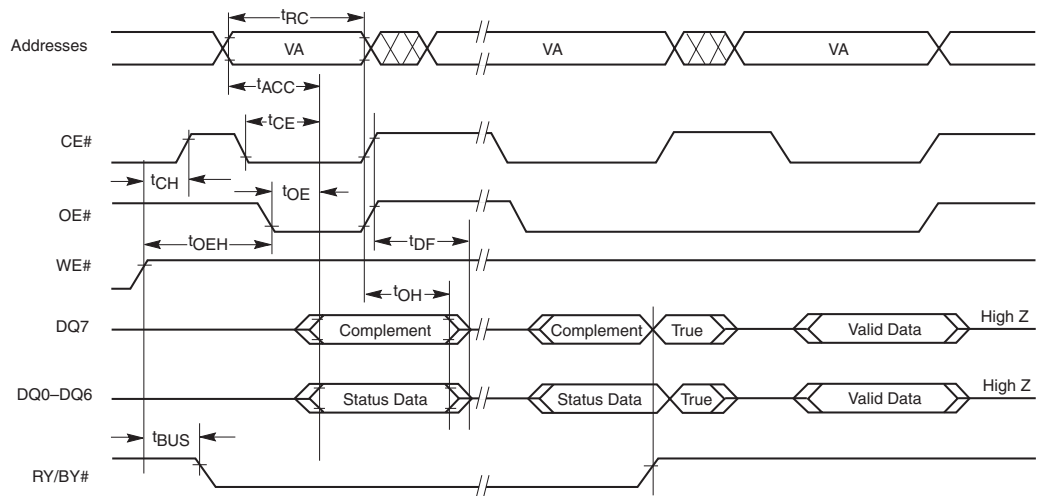 tRC
Addresses VA VA VA
tACC
tCE
CE#
tCH tOE
OE#
tOEH tDF
WE#
tOH
DQ7 Complement Complement True Valid Data High Z
DQ0–DQ6 Status Data Status Data True Valid Data High Z
tBUS
RY/BY#